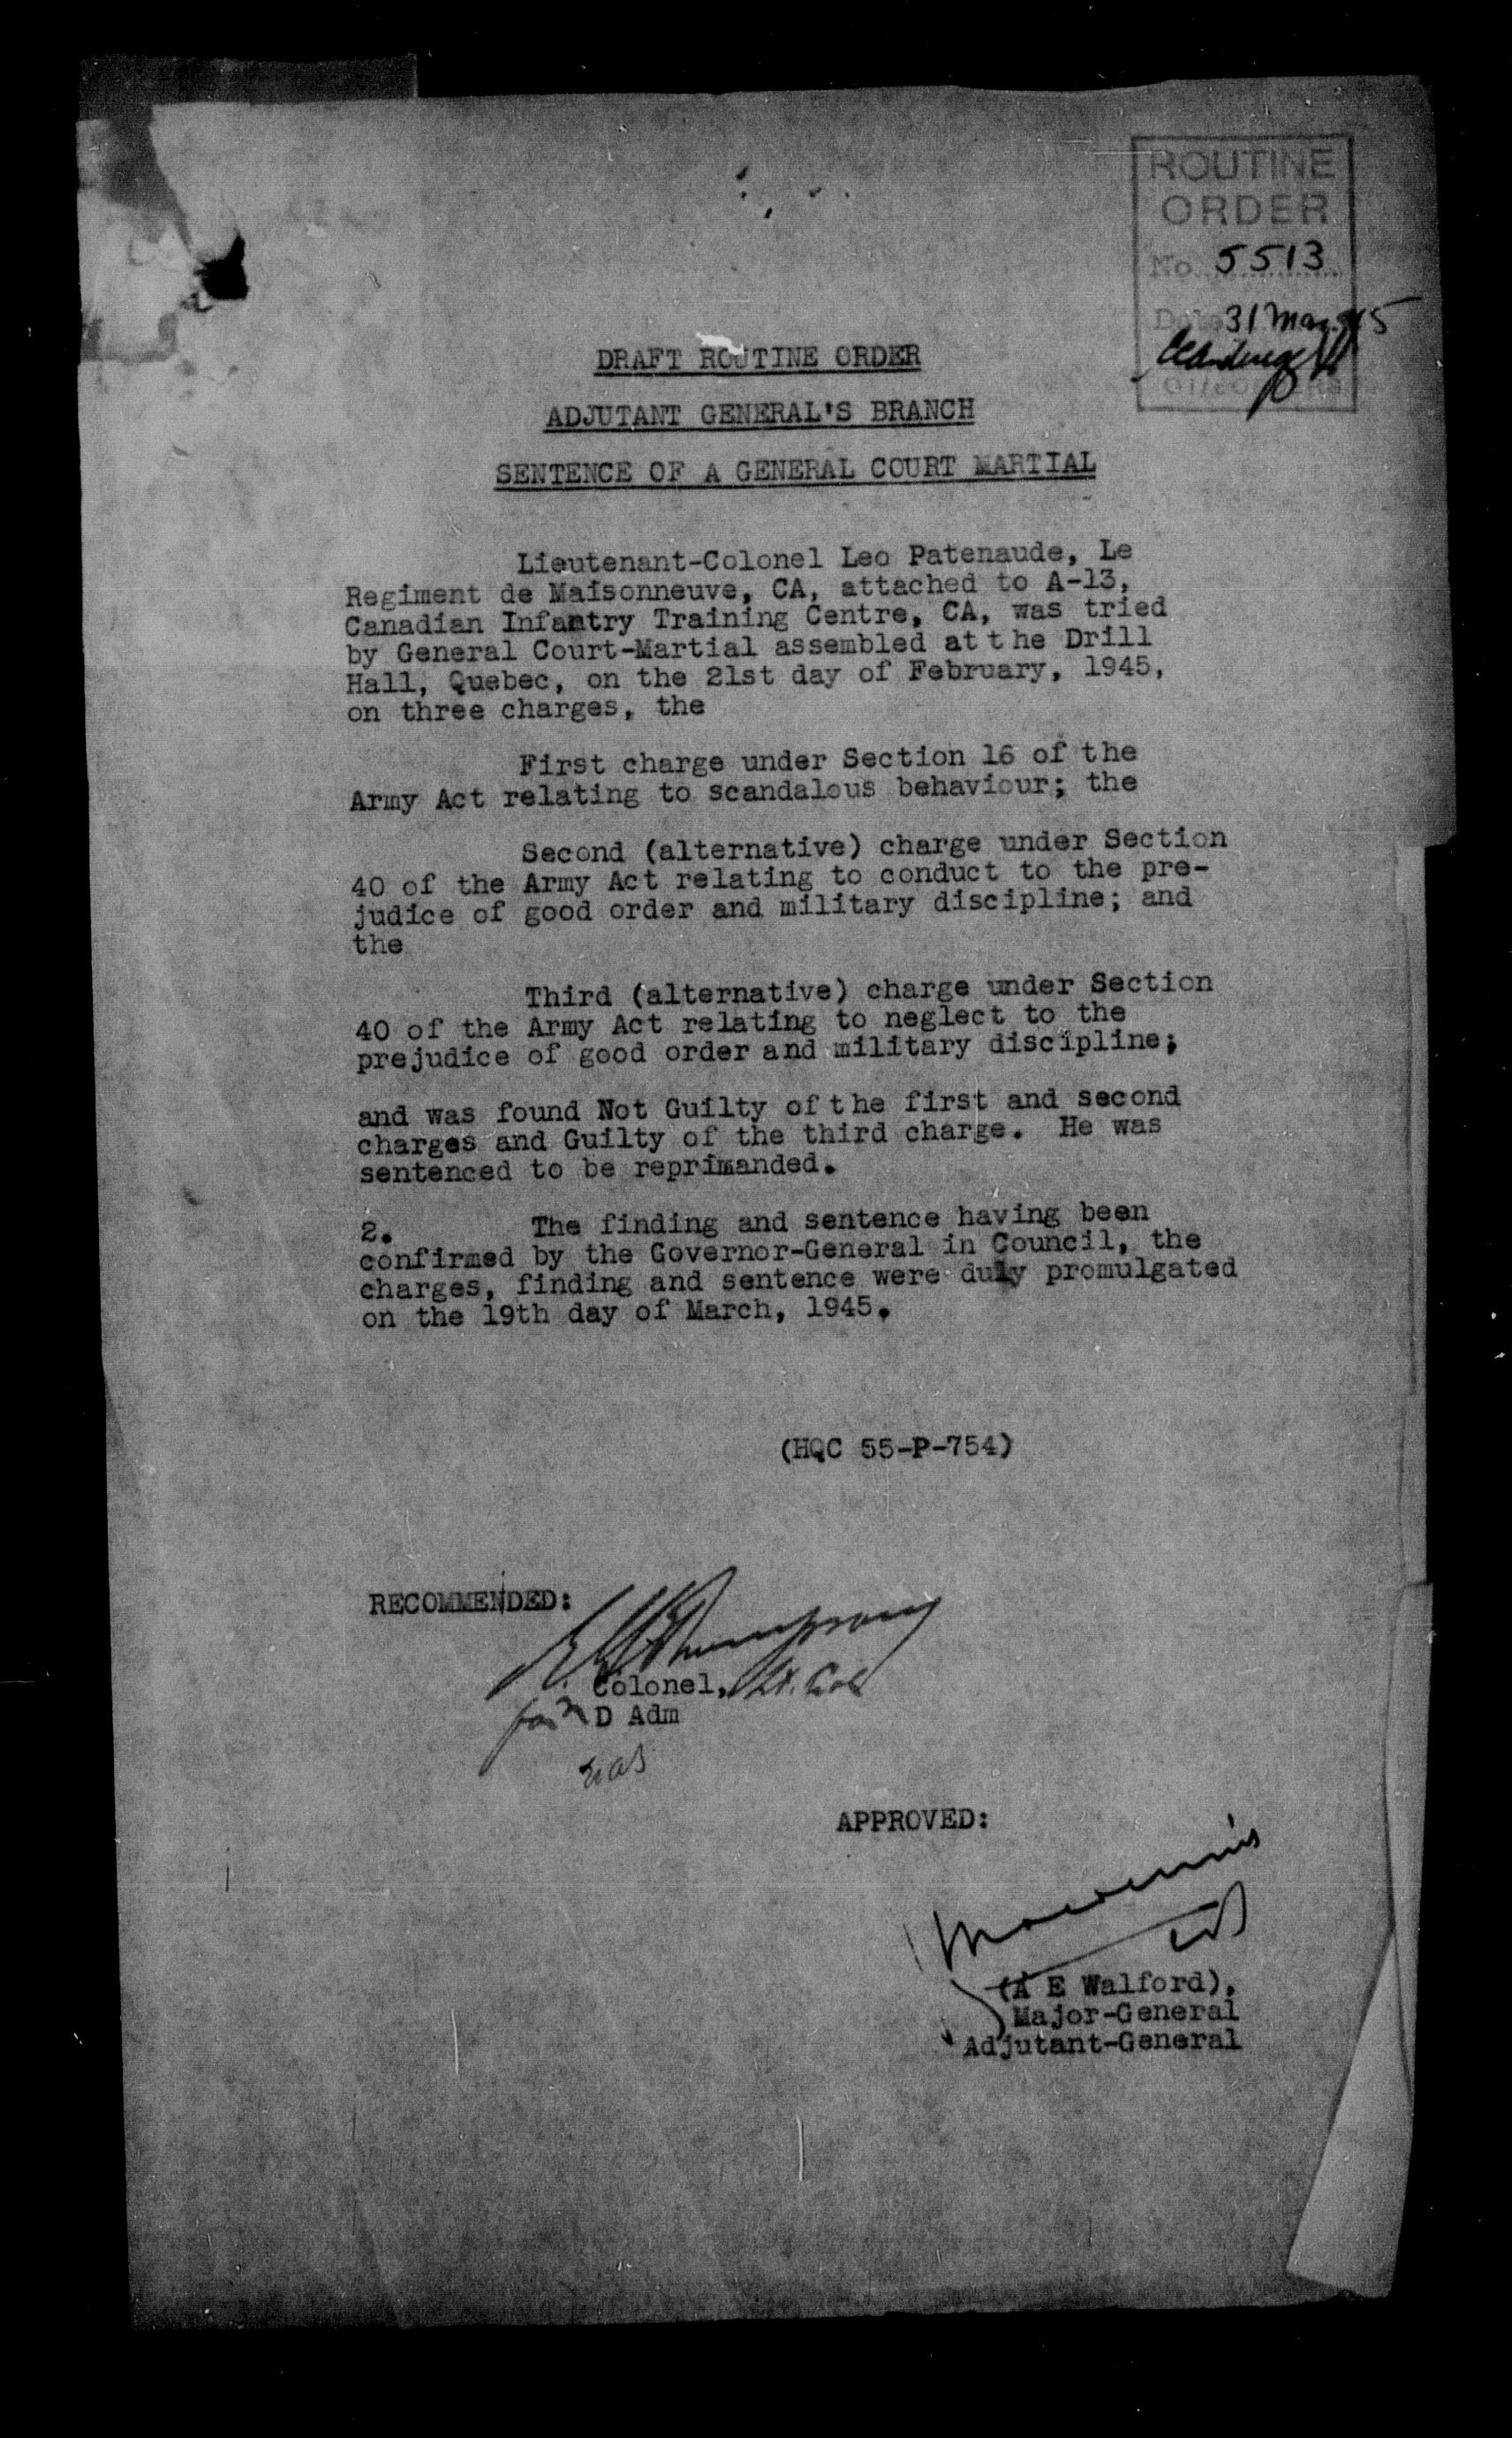 ROUTINE
ORDER
No. 5513
Date 31 Mar 45
DRAFT ROUTINE ORDER
ADJUTANT GENERAL'S BRANCH
SENTENCE OF A GENERAL COURT MARTIAL
Lieutenant-Colonel Leo Patenaude, Le
Regiment de Maisonneuve, CA, attached to A-13,
Canadian Infantry Training Centre, CA, was tried
by General Court-Martial assembled at t he Drill
Hall, Quebec, on the 21st day of February, 1945,
on three charges, the
First charge under Section 16 of the
Army Act relating to scandalous behaviour; the
Second (alternative) charge under Section
40 of the Army Act relating to conduct to the pre-
judice of good order and military discipline; and
the
Third (alternative) charge under Section
40 of the Army Act relating to neglect to the
prejudice of good order and military discipline;
and was found Not Guilty of t he first and second
charges and Guilty of the third charge. He was
sentenced to be reprimanded.
2. The finding and sentence having been
confirmed by the Governor-General in Council, the
charges, finding and sentence were duly promulgated
on the 19th day of March, 1945.
(HQC 55-P-754)
RECOMMENDED:
Colonel, Lt. Col
for D Adm
APPROVED:
(A E Walford),
Major-General
Adjutant-General